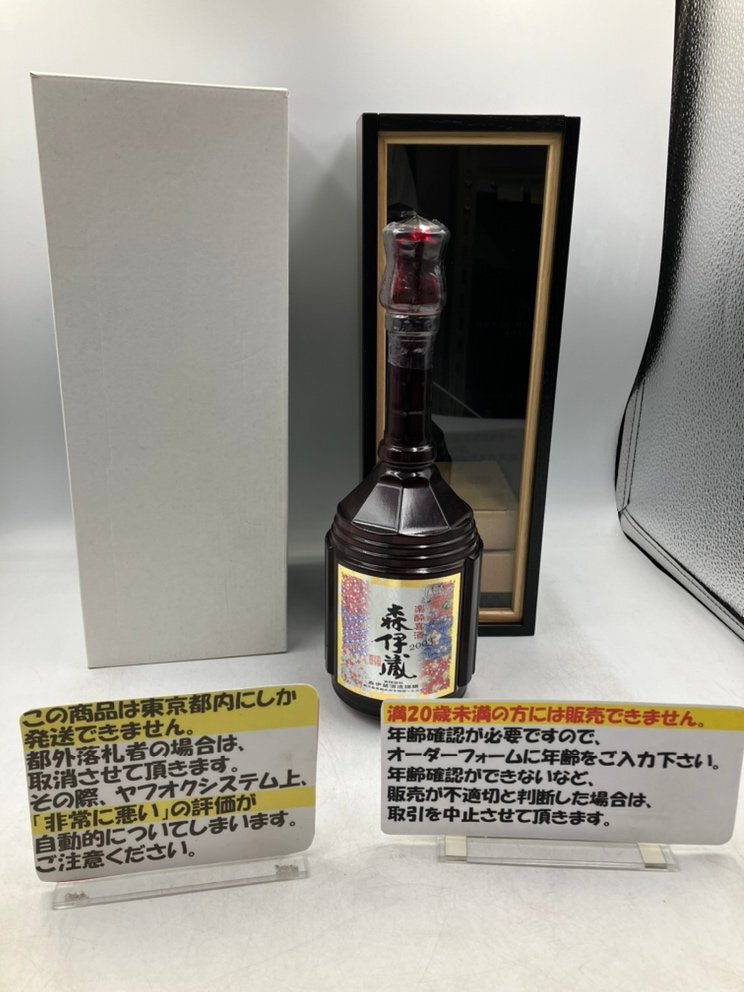 楽酔喜酒
森伊蔵
2003
この商品は東京都内にしか
発送できません。
都外落札者の場合は、
取消させて頂きます。
その際、ヤフオクシステム上、
「非常に悪い」の評価が
自動的についてしまいます。
ご注意ください。
満20歳未満の方には販売できません。
年齢確認が必要ですので、
オーダーフォームに年齢をご入力下さい。
年齢確認ができないなど、
販売が不適切と判断した場合は、
取引を中止させて頂きます。